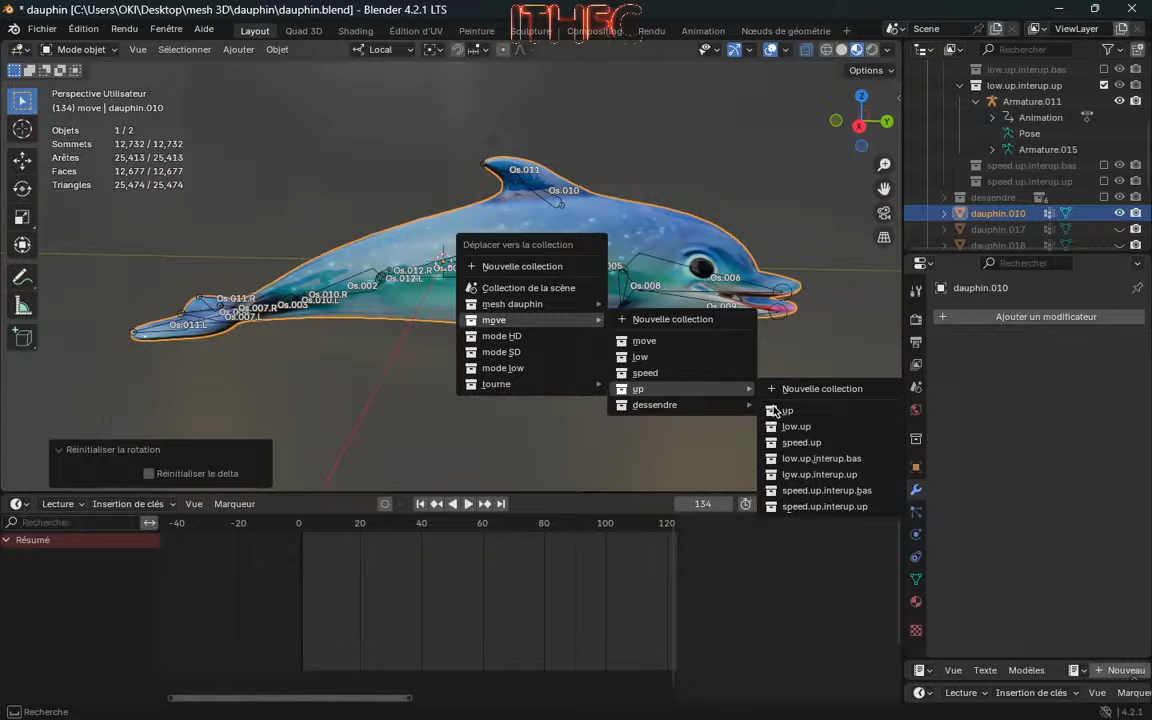 * dauphin [C:\Users\OKI\Desktop\mesh 3D\dauphin\dauphin.blend] - Blender 4.2.1 LTS
Fichier Édition Rendu Fenêtre Aide Layout Quad 3D Shading Édition d'UV Peinture Sculpture Compositing Rendu Animation Nœuds de géométrie + Scene ViewLayer
ITHRC
Mode objet Vue Sélectionner Ajouter Objet Local Rechercher
Options
Perspective Utilisateur
(134) move | dauphin.010
Objets 1 / 2
Sommets 12,732 / 12,732
Arêtes 25,413 / 25,413
Faces 12,677 / 12,677
Triangles 25,474 / 25,474
Z
Y
X
Os.011
Os.010
Os.012.R
Os.012.L
Os.002
Os.006
Os.008
Os.009
Os.010.R
Os.010.L
Os.003
Os.011.R
Os.007.R
Os.007.L
Os.011.L
Déplacer vers la collection
Nouvelle collection
Collection de la scène
mesh dauphin
move
mode HD
mode SD
mode low
tourne
Nouvelle collection
move
low
speed
up
dessendre
Nouvelle collection
up
low.up
speed.up
low.up.interup.bas
low.up.interup.up
speed.up.interup.bas
speed.up.interup.up
Réinitialiser la rotation
Réinitialiser le delta
low.up.interup.bas
low.up.interup.up
Armature.011
Animation
Pose
Armature.015
speed.up.interup.bas
speed.up.interup.up
dessendre 6
dauphin.010
dauphin.017
dauphin.018
Rechercher
dauphin.010
+ Ajouter un modificateur
Lecture Insertion de clés Vue Marqueur 134
Rechercher -40 -20 0 20 40 60 80 100 120
Résumé
Vue Texte Modèles + Nouveau
Lecture Insertion de clés Vue Marque
Recherche 4.2.1